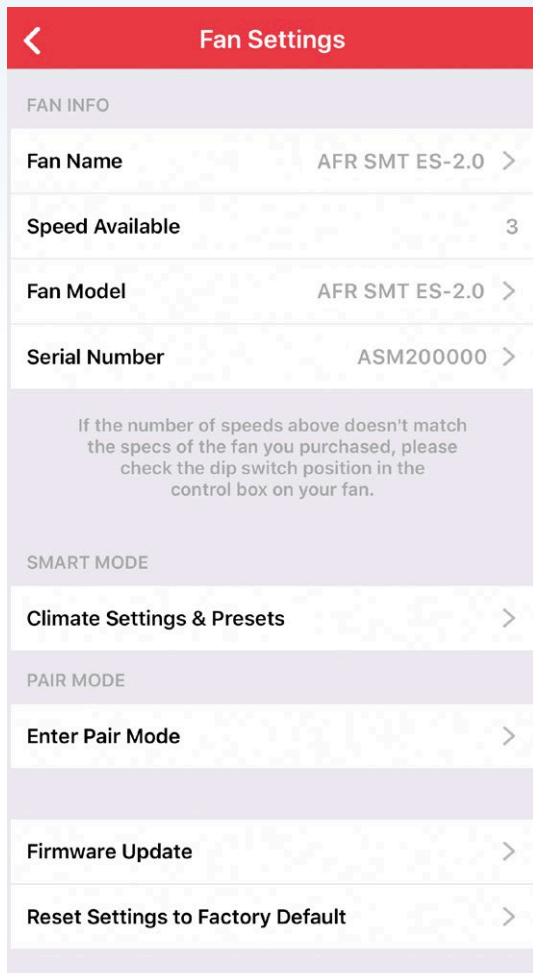 Fan Settings
FAN INFO
Fan Name AFR SMT ES-2.0
Speed Available 3
Fan Model AFR SMT ES-2.0
Serial Number ASM200000
If the number of speeds above doesn't match
the specs of the fan you purchased, please
check the dip switch position in the
control box on your fan.
SMART MODE
Climate Settings & Presets
PAIR MODE
Enter Pair Mode
Firmware Update
Reset Settings to Factory Default